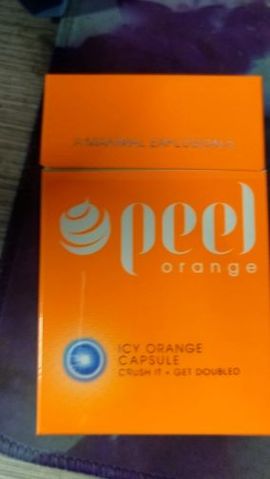 peel
orange
ICY ORANGE
CAPSULE
CRUSH IT • GET DOUBLED